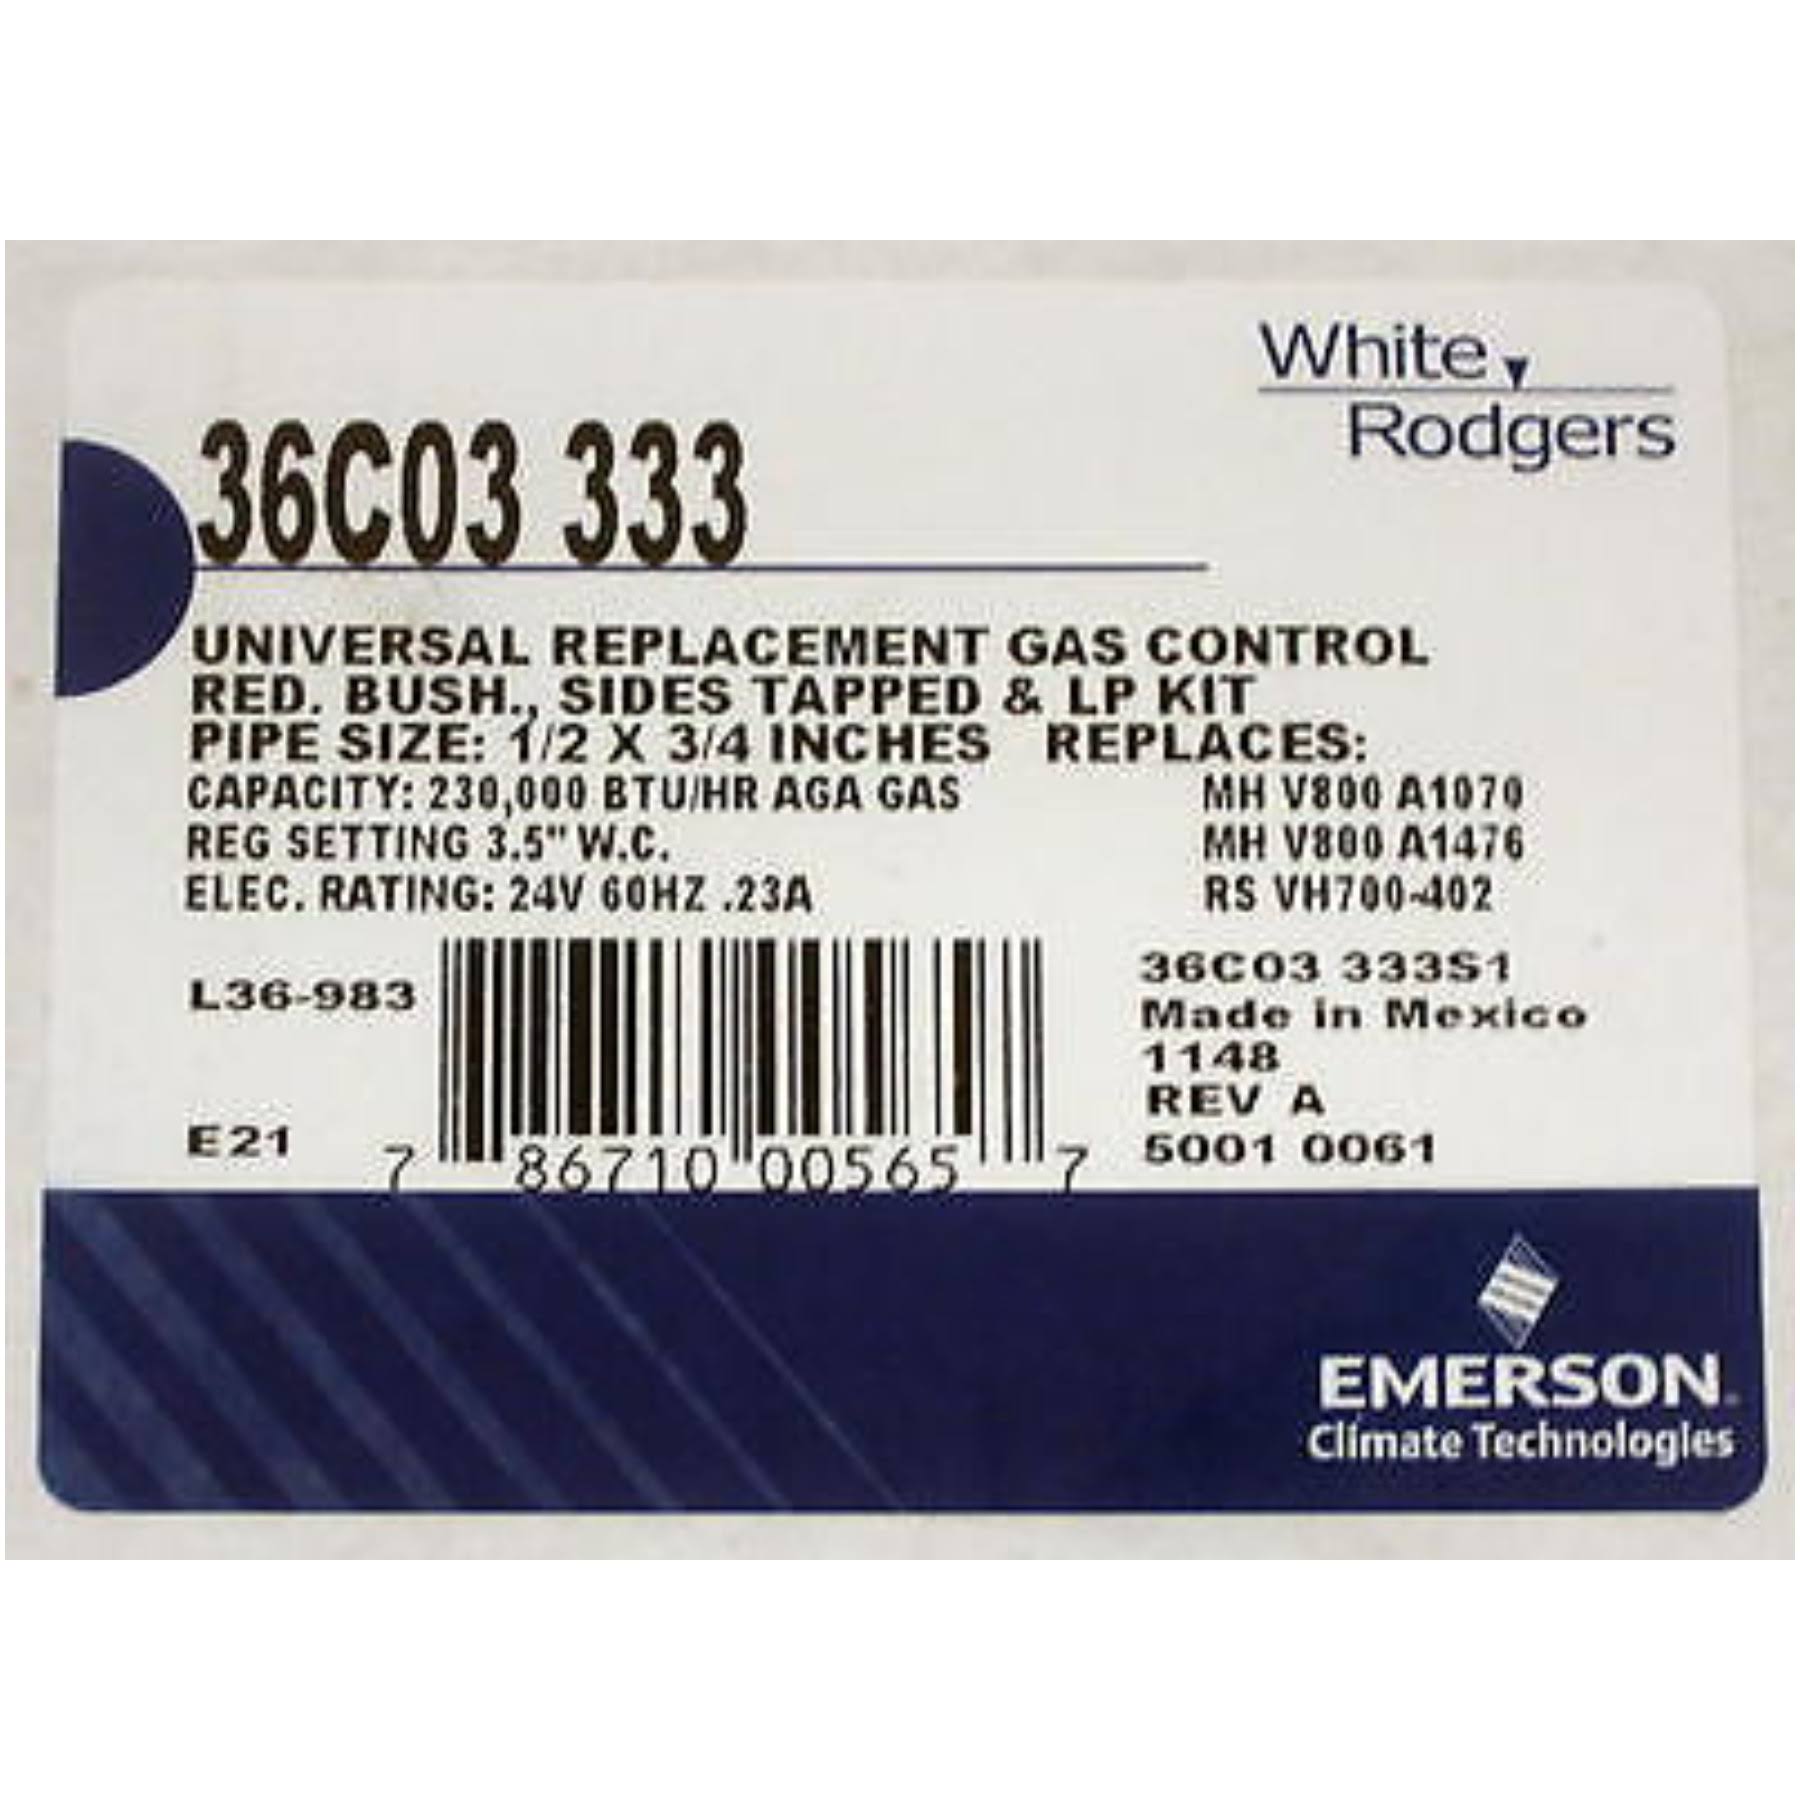 White
Rodgers
36C03 333
UNIVERSAL REPLACEMENT GAS CONTROL
RED. BUSH., SIDES TAPPED & LP KIT
PIPE SIZE: 1/2 X 3/4 INCHES REPLACES:
CAPACITY: 230,000 BTU/HR AGA GAS MH V800 A1070
REG SETTING 3.5" W.C. MH V800 A1476
ELEC. RATING: 24V 60HZ .23A RS VH700-402
L36-983
36C03 333S1
Made in Mexico
1148
REV A
E21
7 86710 00565 7
5001 0061
EMERSON
Climate Technologies